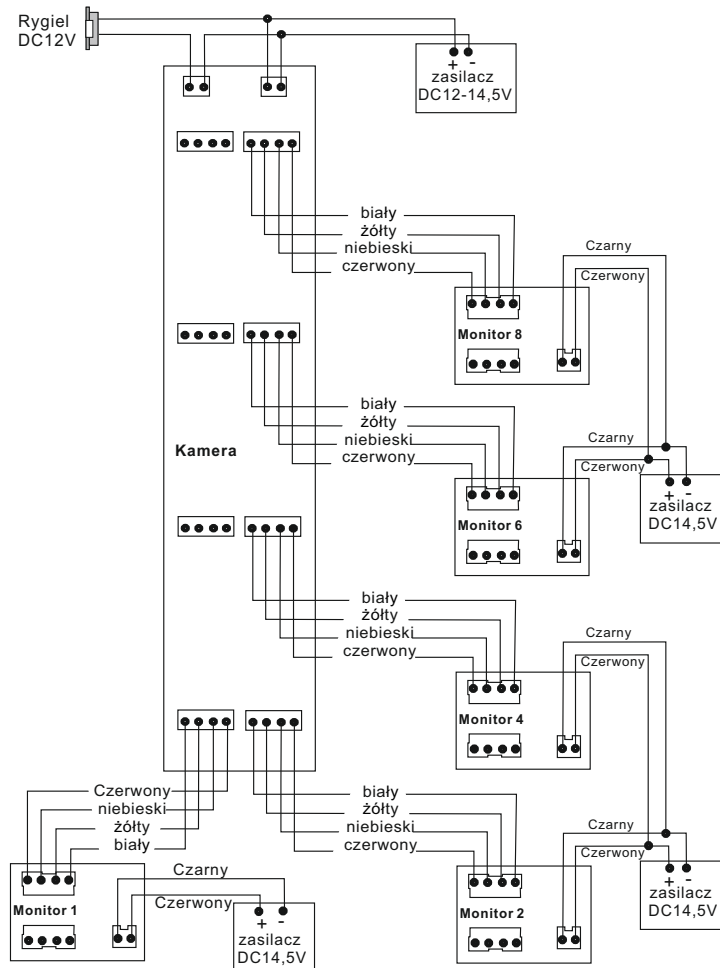 Rygiel
DC12V
+ -
zasilacz
DC12-14,5V
biały
żółty
niebieski
czerwony
Czarny
Czerwony
Monitor 8
Kamera
biały
żółty
niebieski
czerwony
Czarny
Czerwony
Monitor 6
+ -
zasilacz
DC14,5V
biały
żółty
niebieski
czerwony
Czarny
Czerwony
Monitor 4
Czerwony
niebieski
żółty
biały
biały
żółty
niebieski
czerwony
Czarny
Czerwony
Monitor 2
+ -
zasilacz
DC14,5V
Monitor 1
Czarny
Czerwony
+ -
zasilacz
DC14,5V